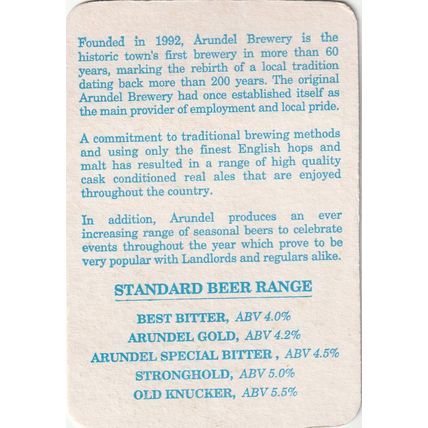 Founded in 1992, Arundel Brewery is the
historic town's first brewery in more than 60
years, marking the rebirth of a local tradition
dating back more than 200 years. The original
Arundel Brewery had once established itself as
the main provider of employment and local pride.
A commitment to traditional brewing methods
and using only the finest English hops and
malt has resulted in a range of high quality
cask conditioned real ales that are enjoyed
throughout the country.
In addition, Arundel produces an ever
increasing range of seasonal beers to celebrate
events throughout the year which prove to be
very popular with Landlords and regulars alike.
STANDARD BEER RANGE
BEST BITTER, ABV 4.0%
ARUNDEL GOLD, ABV 4.2%
ARUNDEL SPECIAL BITTER , ABV 4.5%
STRONGHOLD, ABV 5.0%
OLD KNUCKER, ABV 5.5%